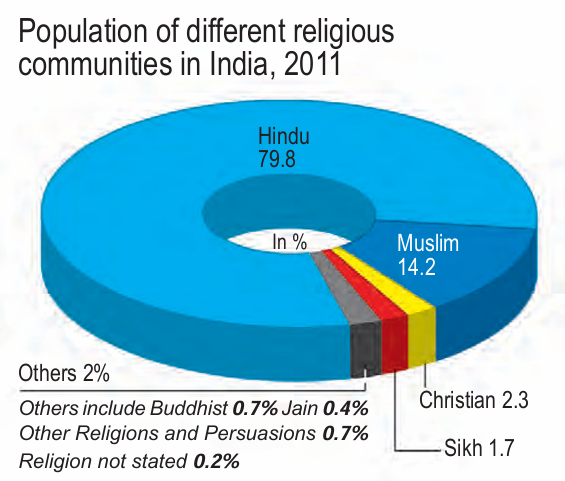 Population of different religious
communities in India, 2011
Hindu
79.8
In %
Muslim
14.2
Others 2%
Others include Buddhist 0.7% Jain 0.4%
Other Religions and Persuasions 0.7%
Religion not stated 0.2%
Christian 2.3
Sikh 1.7